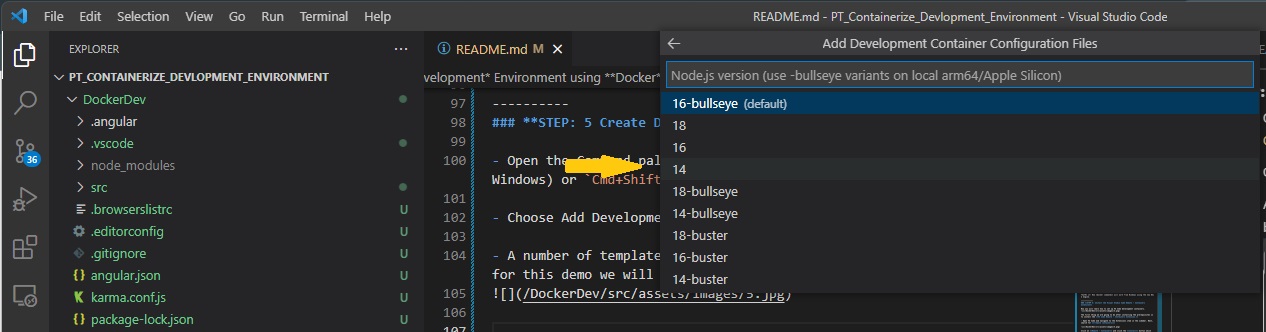 File Edit Selection View Go Run Terminal Help
README.md - PT_Containerize_Devlopment_Environment - Visual Studio Code
EXPLORER
PT_CONTAINERIZE_DEVLOPMENT_ENVIRONMENT
DockerDev
.angular
.vscode
node_modules
src
.browserslistrc U
.editorconfig U
.gitignore U
angular.json U
karma.conf.js U
package-lock.json U
36
README.md M
evelopment* Environment using **Docker*
97 ----------
98 ### **STEP: 5 Create D
99
100 - Open the
Windows) or `Cmd+Shift
101
102 - Choose Add Developme
103
104 - A number of template
for this demo we will
105 ![](/DockerDev/src/assets/images/5.jpg)
106
107
Add Development Container Configuration Files
Node.js version (use -bullseye variants on local arm64/Apple Silicon)
16-bullseye (default)
18
16
14
18-bullseye
14-bullseye
18-buster
16-buster
14-buster